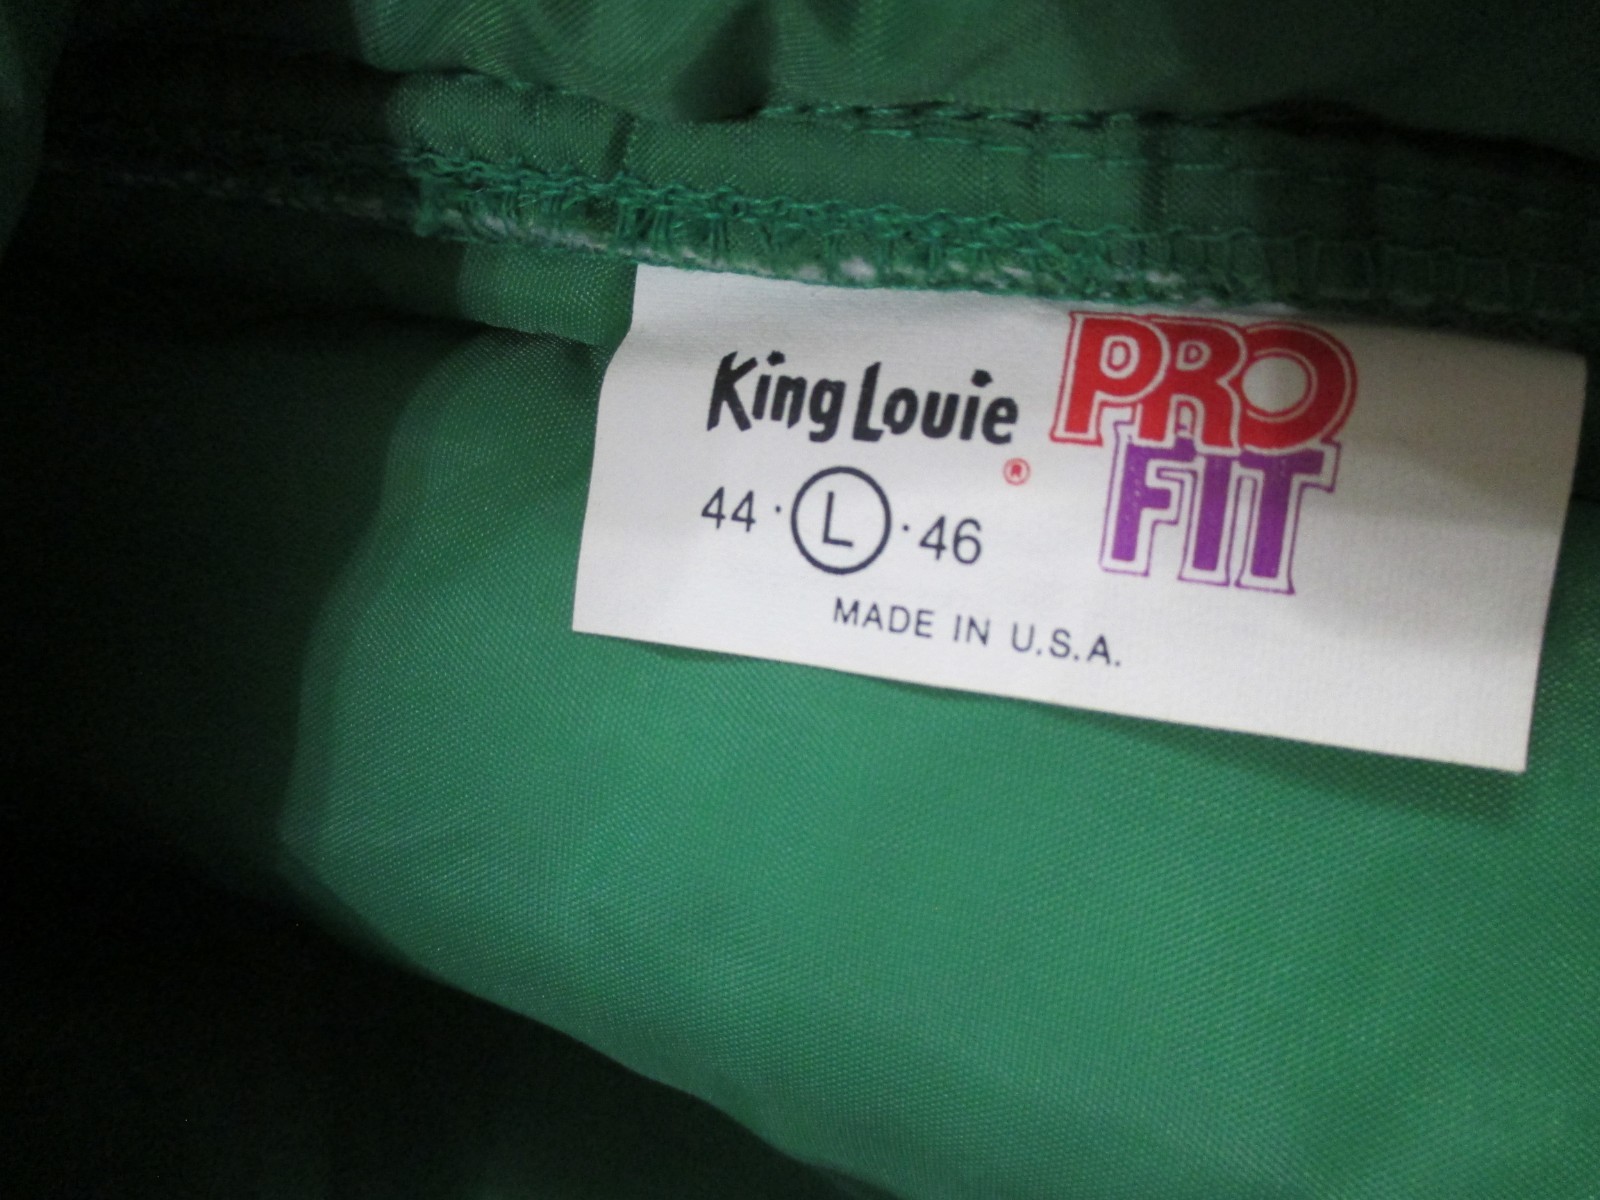 King Louie ®
PRO
FIT
44 · L · 46
MADE IN U.S.A.